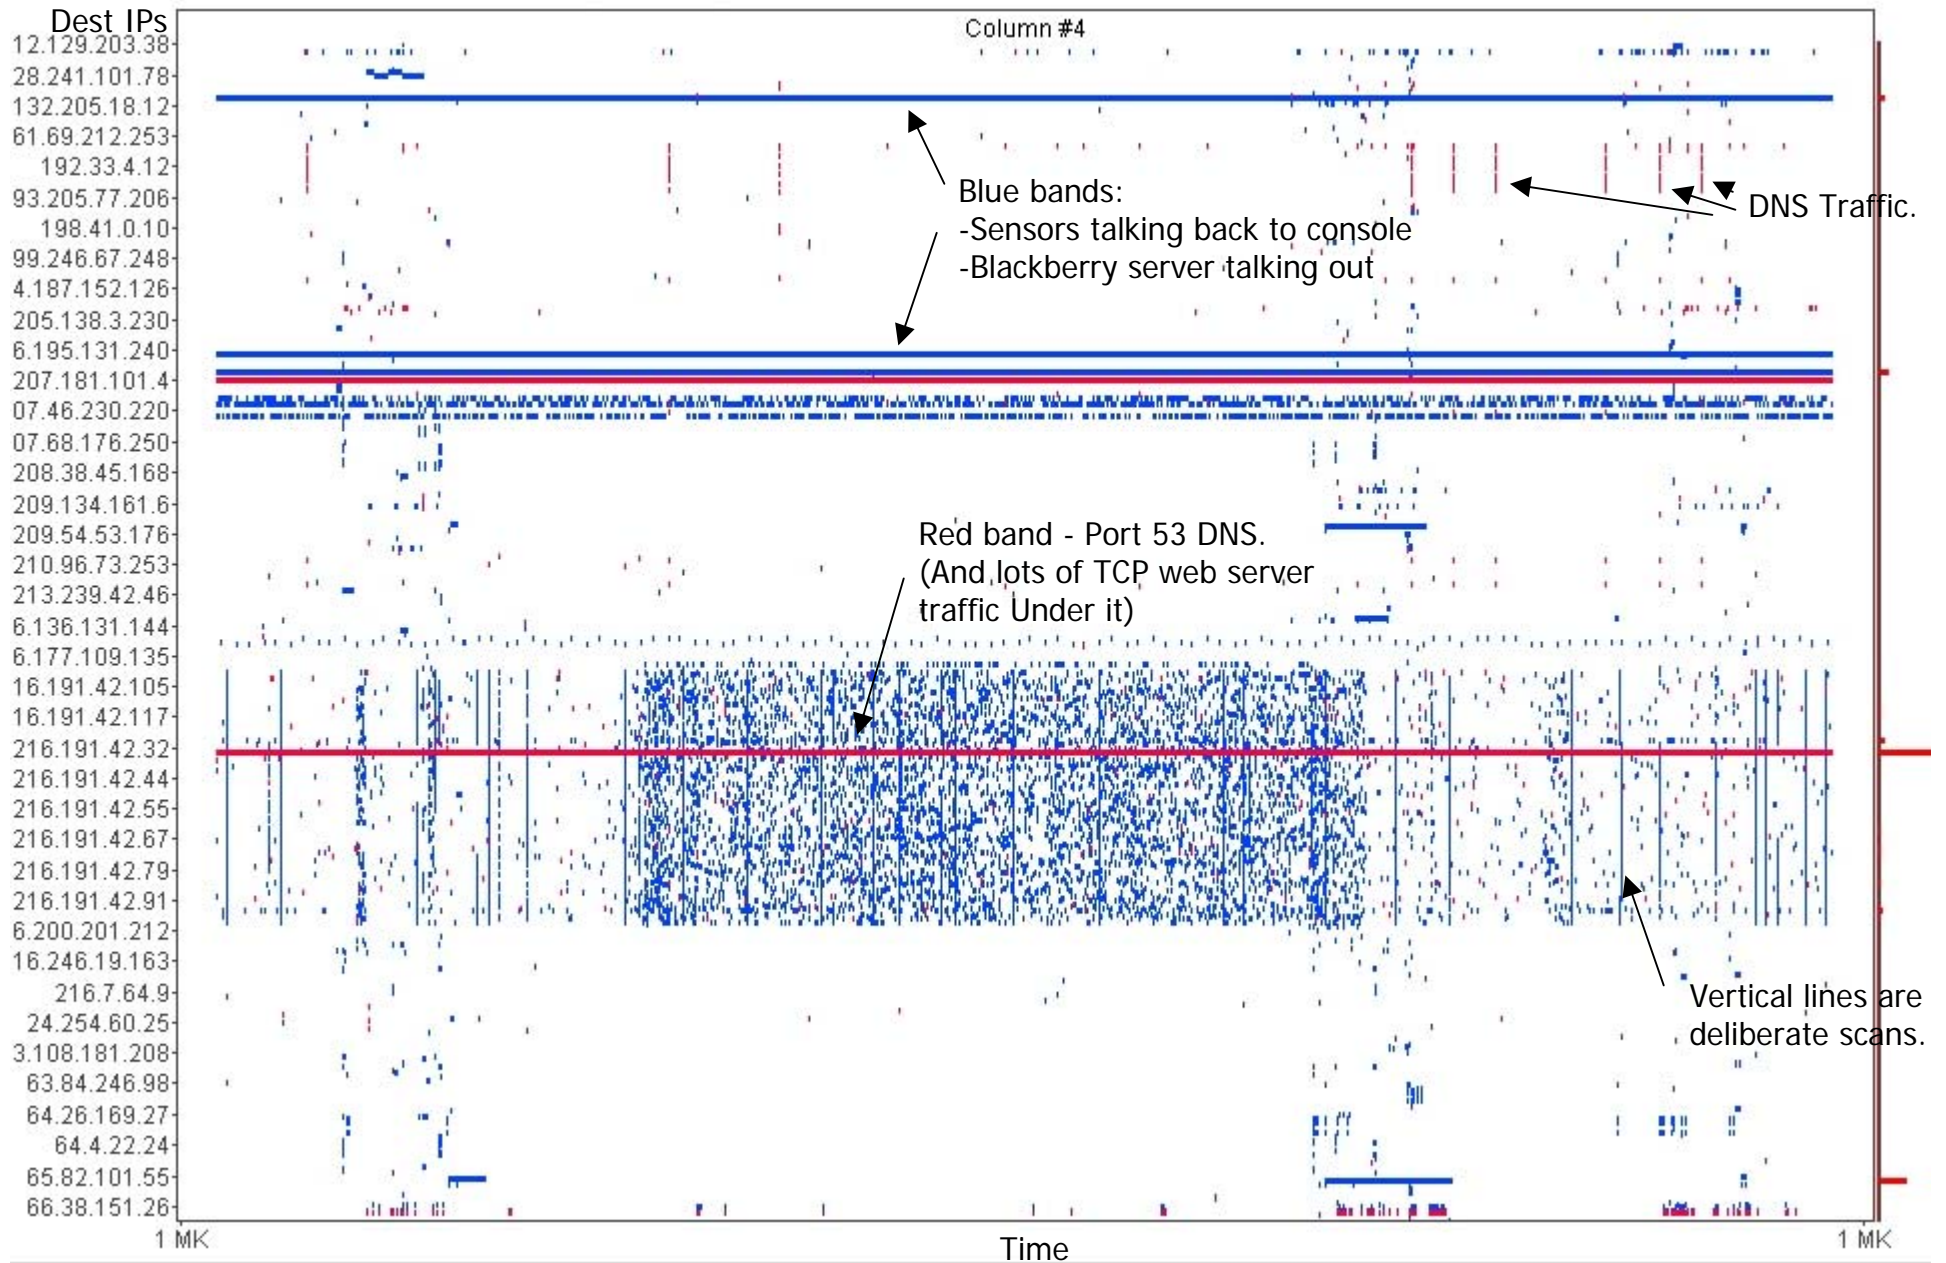 Dest IPs
Column #4
12.129.203.38
28.241.101.78
132.205.18.12
61.69.212.253
192.33.4.12
93.205.77.206
198.41.0.10
99.246.67.248
4.187.152.126
205.138.3.230
6.195.131.240
207.181.101.4
07.46.230.220
07.68.176.250
208.38.45.168
209.134.161.6
209.54.53.176
210.96.73.253
213.239.42.46
6.136.131.144
6.177.109.135
16.191.42.105
16.191.42.117
216.191.42.32
216.191.42.44
216.191.42.55
216.191.42.67
216.191.42.79
216.191.42.91
6.200.201.212
16.246.19.163
216.7.64.9
24.254.60.25
3.108.181.208
63.84.246.98
64.26.169.27
64.4.22.24
65.82.101.55
66.38.151.26
Blue bands:
-Sensors talking back to console
-Blackberry server talking out
DNS Traffic.
Red band - Port 53 DNS.
(And lots of TCP web server
traffic Under it)
Vertical lines are
deliberate scans.
1 MK
Time
1 MK